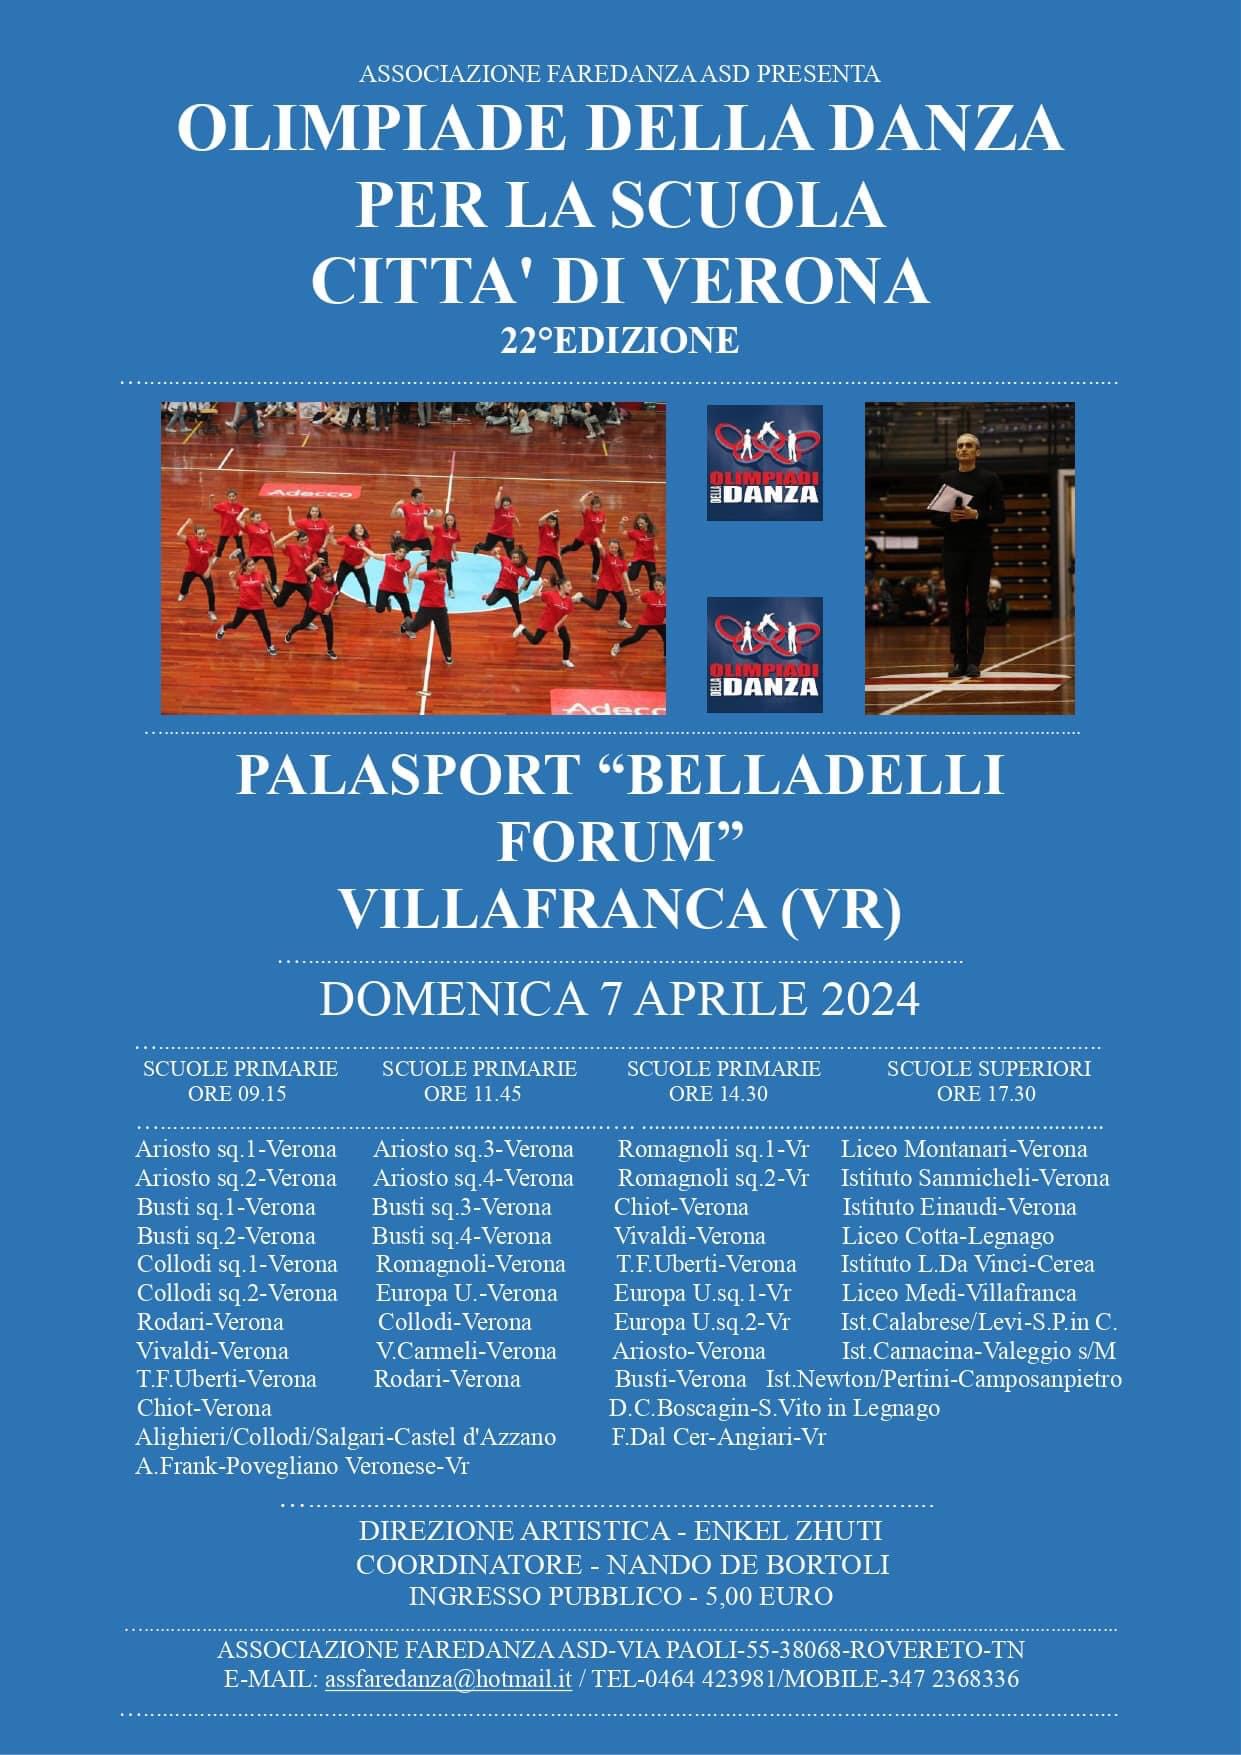 ASSOCIAZIONE FAREDANZA ASD PRESENTA
OLIMPIADE DELLA DANZA
PER LA SCUOLA
CITTA' DI VERONA
22°EDIZIONE
Adecco
Adecco
OLIMPIADI
DELLA DANZA
OLIMPIADI
DELLA DANZA
PALASPORT “BELLADELLI
FORUM”
VILLAFRANCA (VR)
DOMENICA 7 APRILE 2024
SCUOLE PRIMARIE SCUOLE PRIMARIE SCUOLE PRIMARIE SCUOLE SUPERIORI
ORE 09.15 ORE 11.45 ORE 14.30 ORE 17.30
Ariosto sq.1-Verona Ariosto sq.3-Verona Romagnoli sq.1-Vr Liceo Montanari-Verona
Ariosto sq.2-Verona Ariosto sq.4-Verona Romagnoli sq.2-Vr Istituto Sanmicheli-Verona
Busti sq.1-Verona Busti sq.3-Verona Chiot-Verona Istituto Einaudi-Verona
Busti sq.2-Verona Busti sq.4-Verona Vivaldi-Verona Liceo Cotta-Legnago
Collodi sq.1-Verona Romagnoli-Verona T.F.Uberti-Verona Istituto L.Da Vinci-Cerea
Collodi sq.2-Verona Europa U.-Verona Europa U.sq.1-Vr Liceo Medi-Villafranca
Rodari-Verona Collodi-Verona Europa U.sq.2-Vr Ist.Calabrese/Levi-S.P.in C.
Vivaldi-Verona V.Carmeli-Verona Ariosto-Verona Ist.Carnacina-Valeggio s/M
T.F.Uberti-Verona Rodari-Verona Busti-Verona Ist.Newton/Pertini-Camposanpietro
Chiot-Verona D.C.Boscagin-S.Vito in Legnago
Alighieri/Collodi/Salgari-Castel d'Azzano F.Dal Cer-Angiari-Vr
A.Frank-Povegliano Veronese-Vr
DIREZIONE ARTISTICA - ENKEL ZHUTI
COORDINATORE - NANDO DE BORTOLI
INGRESSO PUBBLICO - 5,00 EURO
ASSOCIAZIONE FAREDANZA ASD-VIA PAOLI-55-38068-ROVERETO-TN
E-MAIL: assfaredanza@hotmail.it / TEL-0464 423981/MOBILE-347 2368336